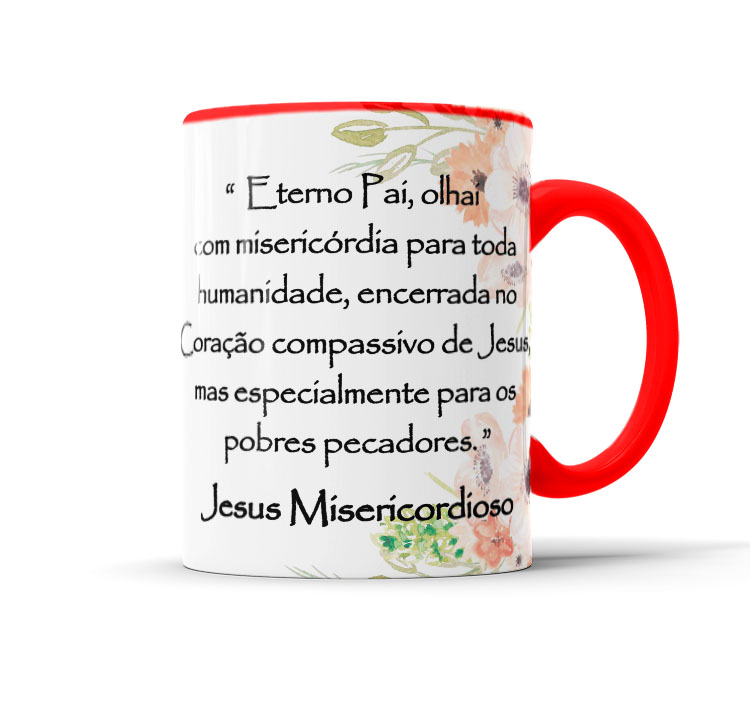 “ Eterno Pai, olhai
com misericórdia para toda
humanidade, encerrada no
Coração compassivo de Jesus,
mas especialmente para os
pobres pecadores.”
Jesus Misericordioso